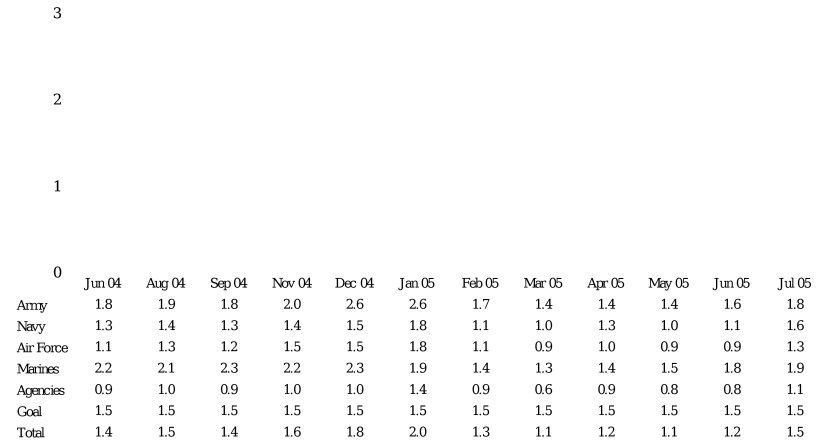 3
2
1
0
Jun 04 Aug 04 Sep 04 Nov 04 Dec 04 Jan 05 Feb 05 Mar 05 Apr 05 May 05 Jun 05 Jul 05
Army 1.8 1.9 1.8 2.0 2.6 2.6 1.7 1.4 1.4 1.4 1.6 1.8
Navy 1.3 1.4 1.3 1.4 1.5 1.8 1.1 1.0 1.3 1.0 1.1 1.6
Air Force 1.1 1.3 1.2 1.5 1.5 1.8 1.1 0.9 1.0 0.9 0.9 1.3
Marines 2.2 2.1 2.3 2.2 2.3 1.9 1.4 1.3 1.4 1.5 1.8 1.9
Agencies 0.9 1.0 0.9 1.0 1.0 1.4 0.9 0.6 0.9 0.8 0.8 1.1
Goal 1.5 1.5 1.5 1.5 1.5 1.5 1.5 1.5 1.5 1.5 1.5 1.5
Total 1.4 1.5 1.4 1.6 1.8 2.0 1.3 1.1 1.2 1.1 1.2 1.5